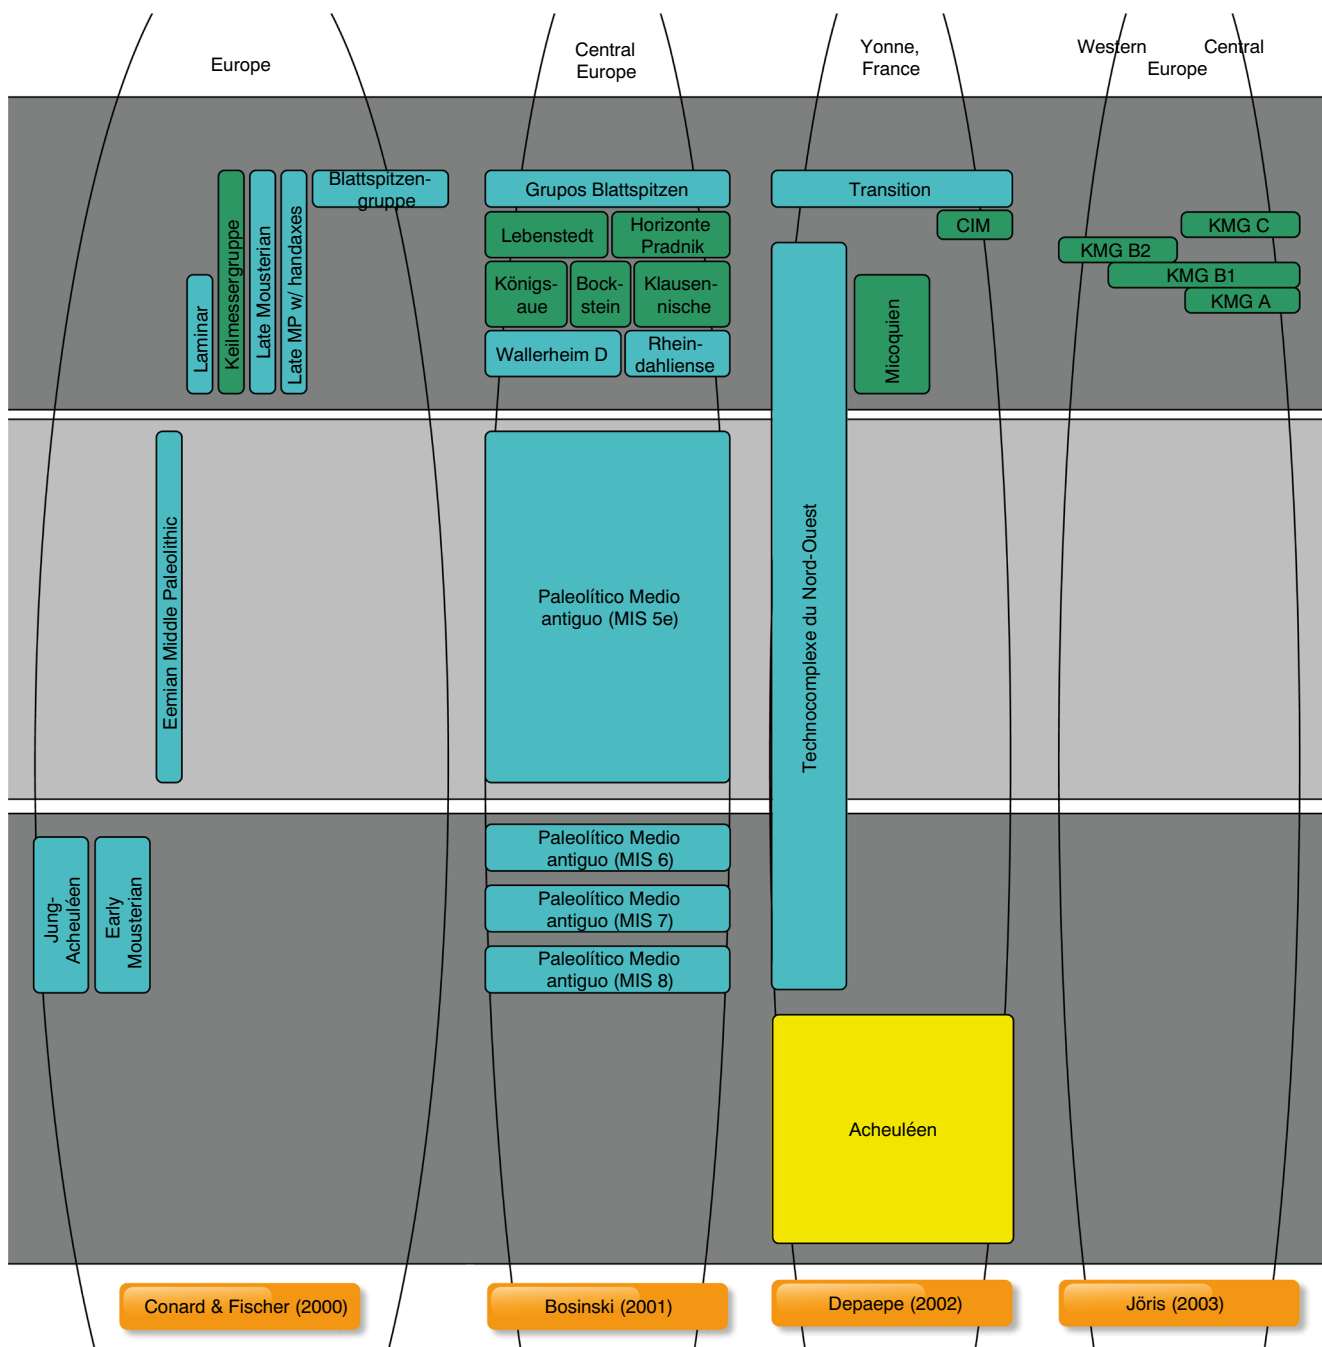 Europe
Central
Europe
Yonne,
France
Western
Central
Europe
Blattspitzen-
gruppe
Keilmessergruppe
Late Mousterian
Late MP w/ handaxes
Laminar
Eemian Middle Paleolithic
Jung-
Acheuléen
Early
Mousterian
Grupos Blattspitzen
Lebenstedt
Horizonte
Pradnik
Königs-
aue
Bock-
stein
Klausen-
nische
Wallerheim D
Rhein-
dahliense
Paleolítico Medio
antiguo (MIS 5e)
Paleolítico Medio
antiguo (MIS 6)
Paleolítico Medio
antiguo (MIS 7)
Paleolítico Medio
antiguo (MIS 8)
Transition
CIM
Micoquien
Technocomplexe du Nord-Ouest
Acheuléen
KMG C
KMG B2
KMG B1
KMG A
Conard & Fischer (2000)
Bosinski (2001)
Depaepe (2002)
Jöris (2003)